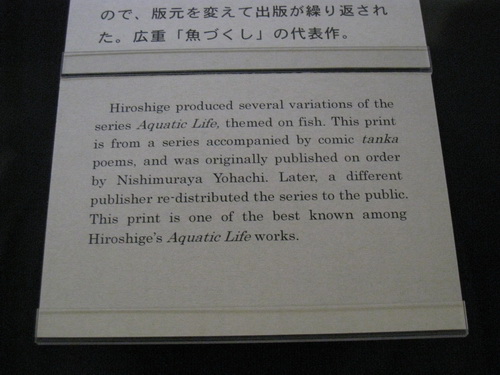 ので、版元を変えて出版が繰り返され
た。広重「魚づくし」の代表作。
Hiroshige produced several variations of the
series Aquatic Life, themed on fish. This print
is from a series accompanied by comic tanka
poems, and was originally published on order
by Nishimuraya Yohachi. Later, a different
publisher re-distributed the series to the public.
This print is one of the best known among
Hiroshige's Aquatic Life works.